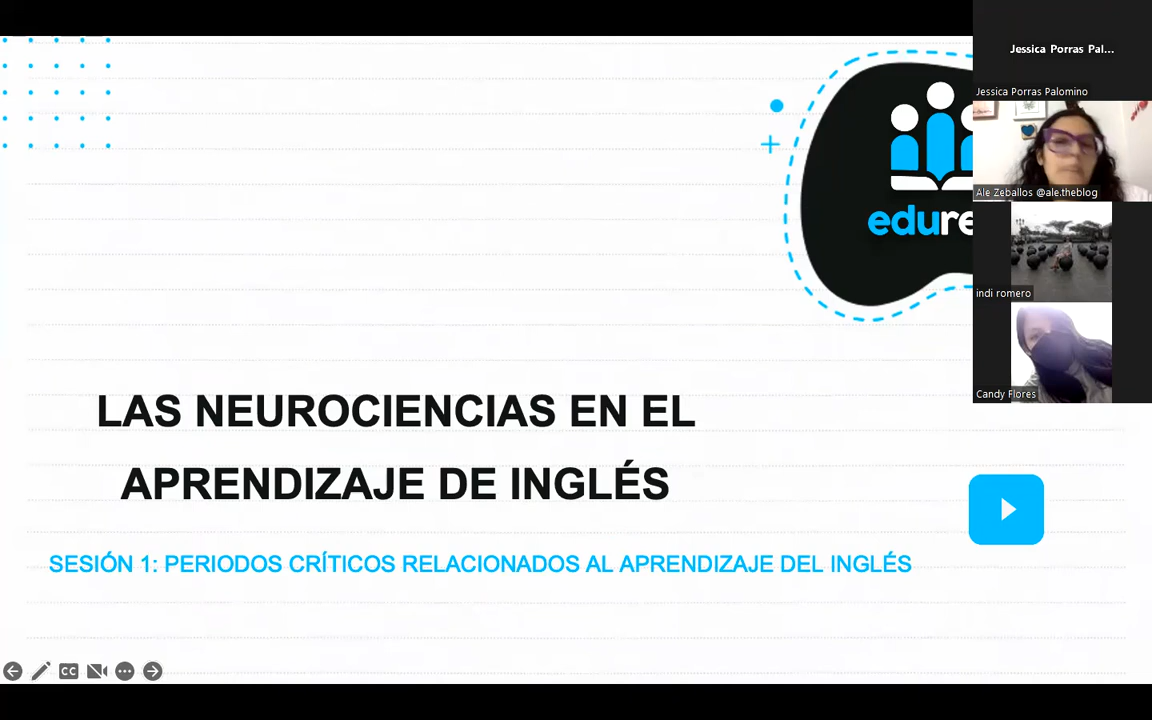 Jessica Porras Pal...
Jessica Porras Palomino
Ale Zeballos @ale.theblog
indi romero
Candy Flores
edure
LAS NEUROCIENCIAS EN EL
APRENDIZAJE DE INGLÉS
SESIÓN 1: PERIODOS CRÍTICOS RELACIONADOS AL APRENDIZAJE DEL INGLÉS
CC